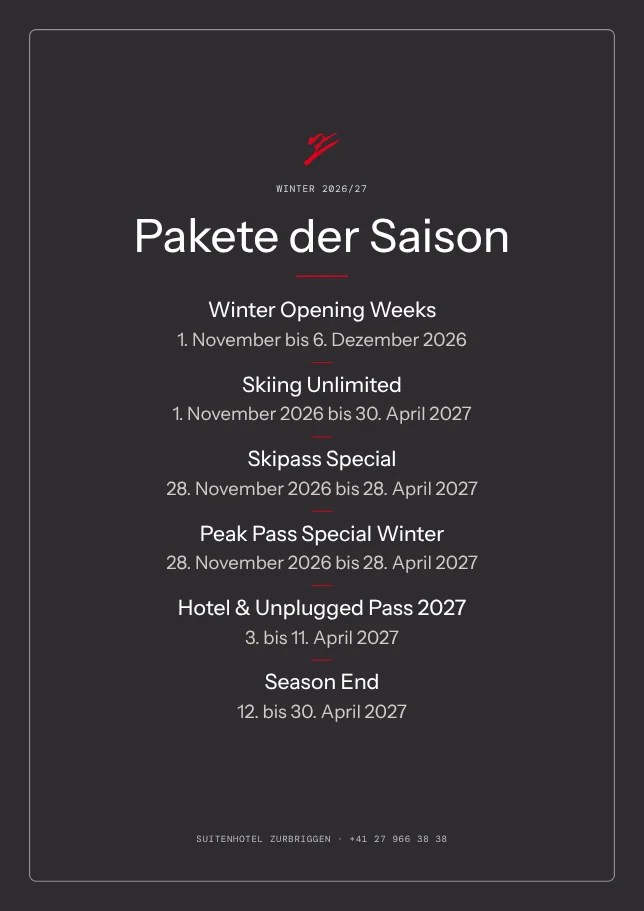 WINTER 2026/27
Pakete der Saison
Winter Opening Weeks
1. November bis 6. Dezember 2026
Skiing Unlimited
1. November 2026 bis 30. April 2027
Skipass Special
28. November 2026 bis 28. April 2027
Peak Pass Special Winter
28. November 2026 bis 28. April 2027
Hotel & Unplugged Pass 2027
3. bis 11. April 2027
Season End
12. bis 30. April 2027
SUITENHOTEL ZURBRIGGEN · +41 27 966 38 38